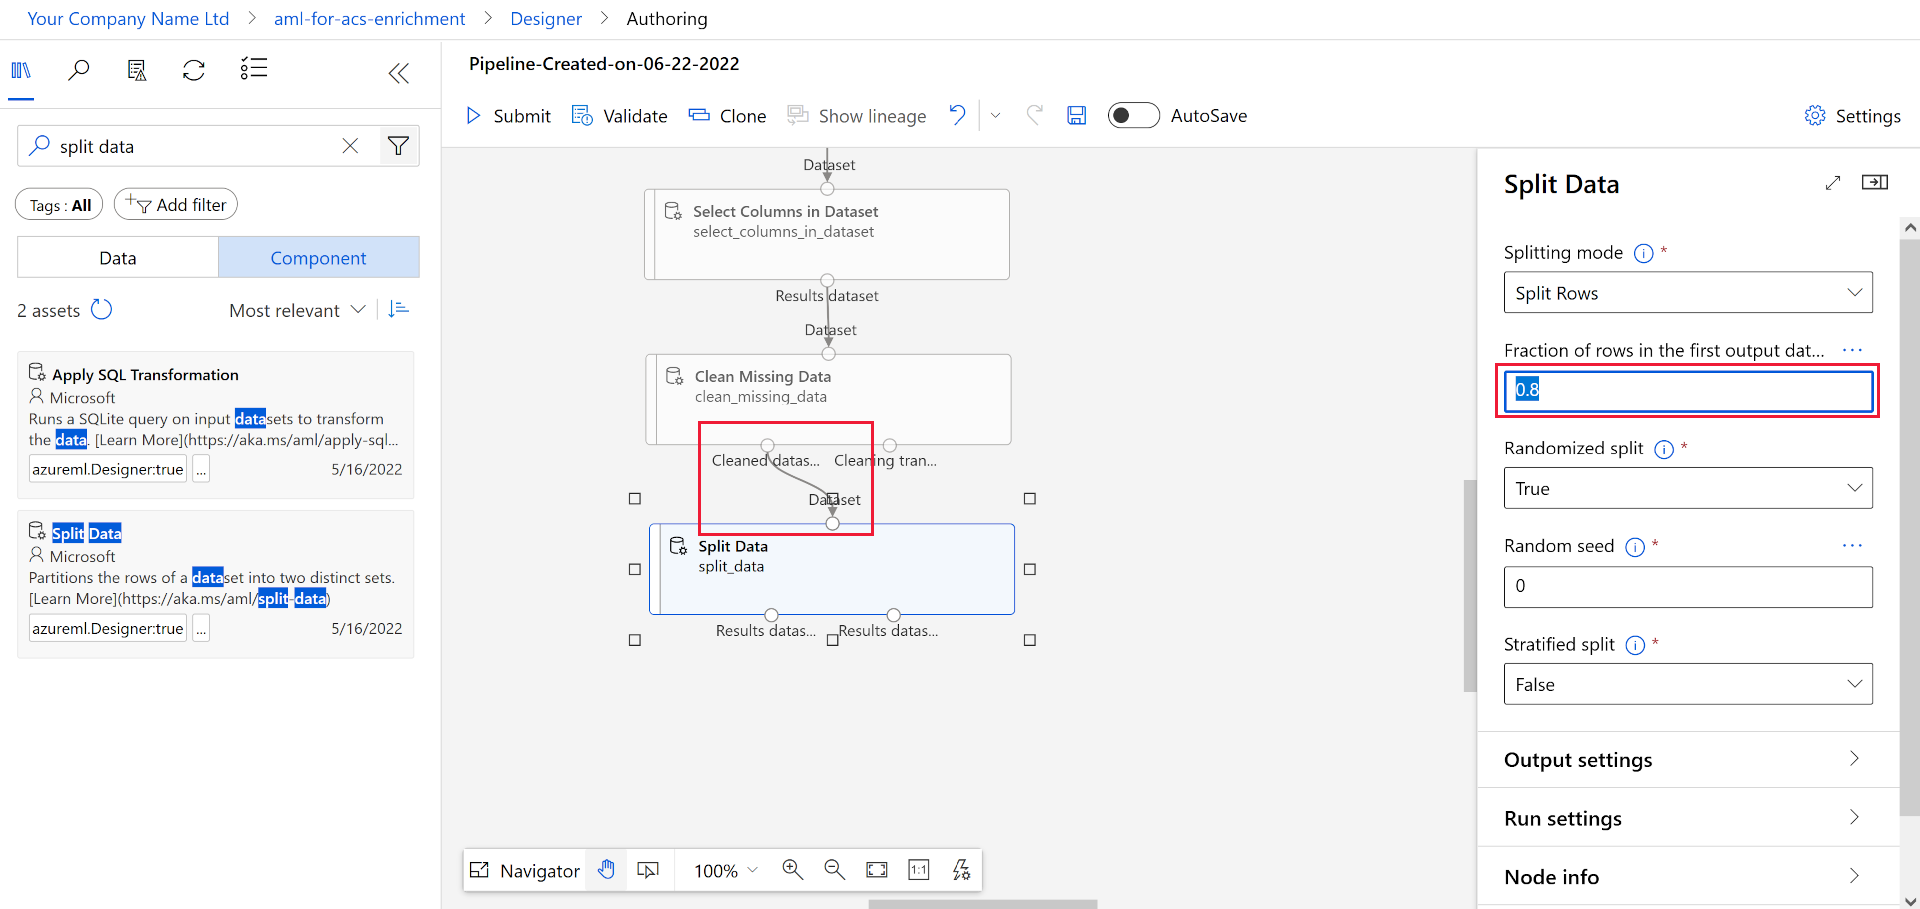 Your Company Name Ltd > aml-for-acs-enrichment > Designer > Authoring
Pipeline-Created-on-06-22-2022
Submit Validate Clone Show lineage AutoSave Settings
split data
Tags : All Add filter
Data Component
2 assets Most relevant
Apply SQL Transformation
Microsoft
Runs a SQLite query on input datasets to transform
the data. [Learn More](https://aka.ms/aml/apply-sql...
azureml.Designer:true ... 5/16/2022
Split Data
Microsoft
Partitions the rows of a dataset into two distinct sets.
[Learn More](https://aka.ms/aml/split-data)
azureml.Designer:true ... 5/16/2022
Dataset
Select Columns in Dataset
select_columns_in_dataset
Results dataset
Dataset
Clean Missing Data
clean_missing_data
Cleaned datas... Cleaning tran...
Dataset
Split Data
split_data
Results datas... Results datas...
Navigator 100% 1:1
Split Data
Splitting mode *
Split Rows
Fraction of rows in the first output dat... ...
0.8
Randomized split *
True
Random seed * ...
0
Stratified split *
False
Output settings
Run settings
Node info